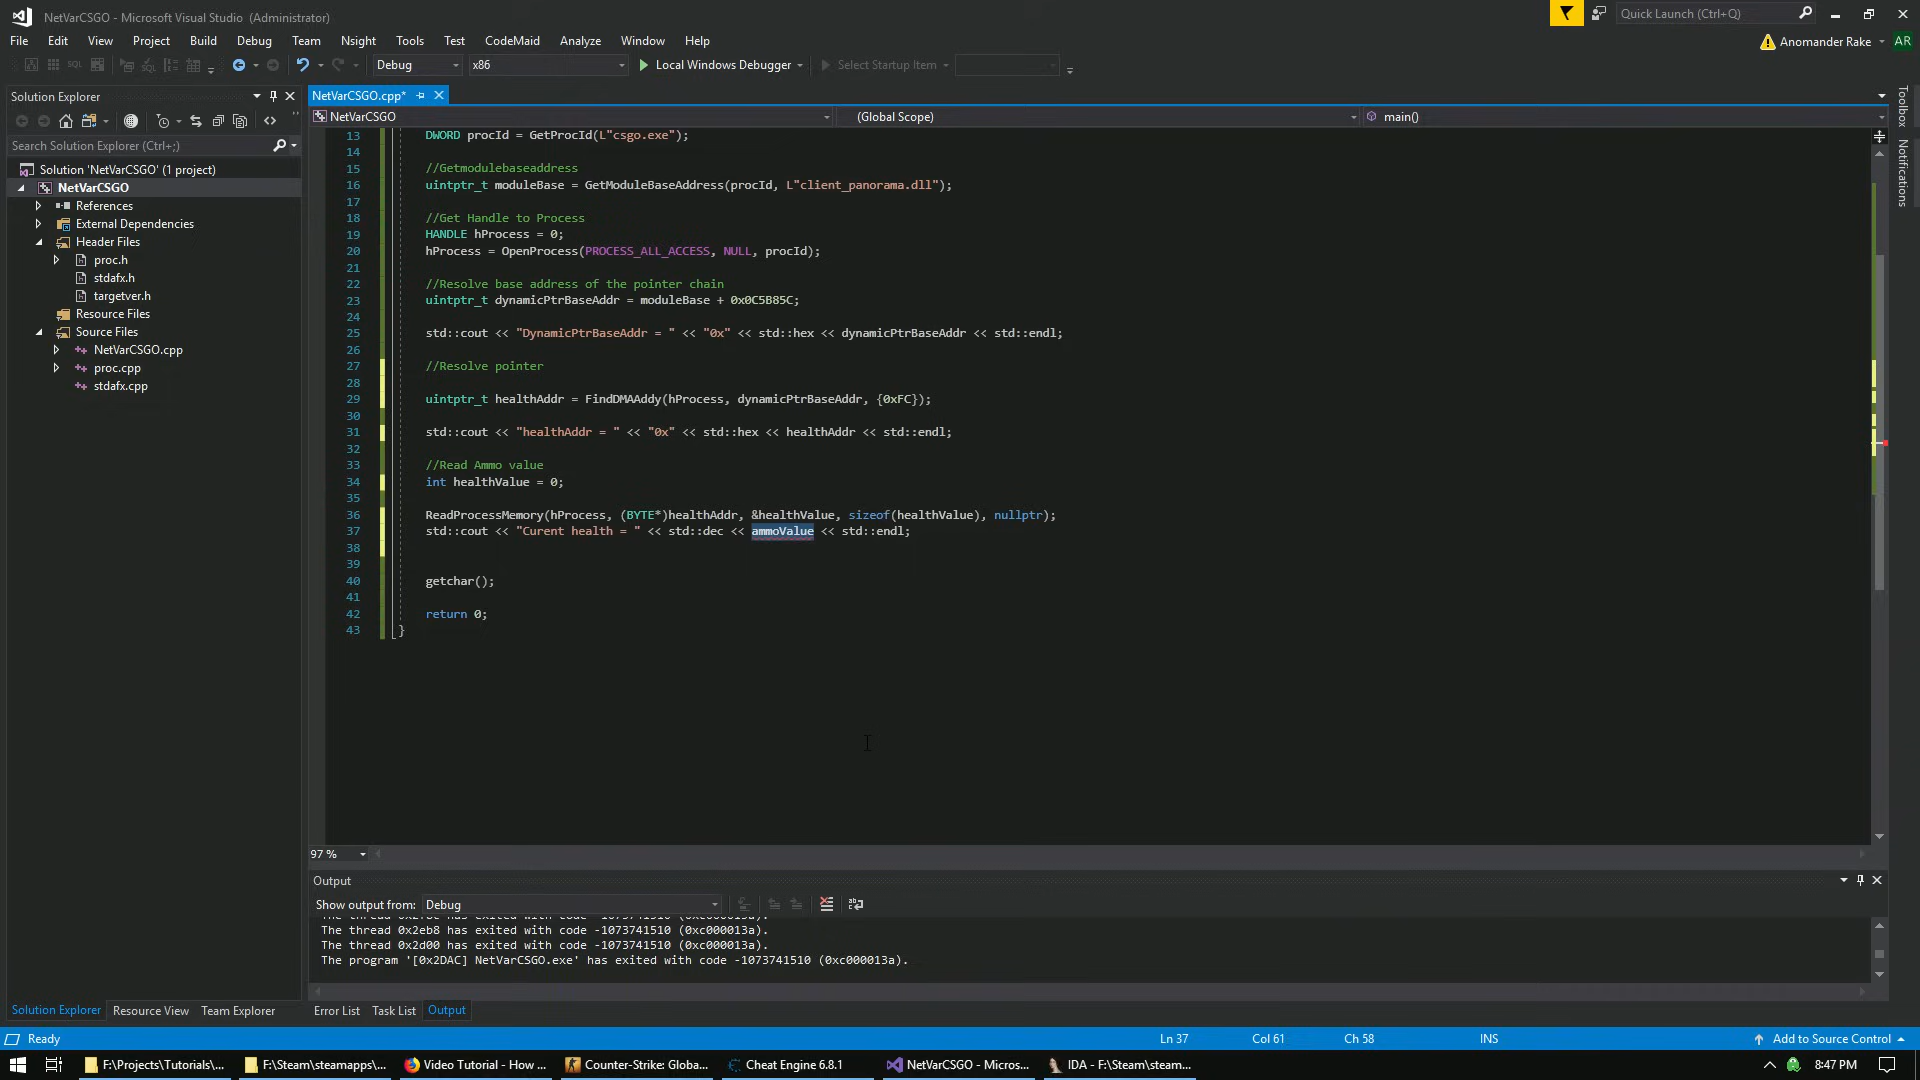 NetVarCSGO - Microsoft Visual Studio (Administrator)
Quick Launch (Ctrl+Q)
File Edit View Project Build Debug Team Nsight Tools Test CodeMaid Analyze Window Help
Anomander Rake AR
Debug x86 Local Windows Debugger Select Startup Item
Solution Explorer
NetVarCSGO.cpp*
NetVarCSGO (Global Scope) main()
Search Solution Explorer (Ctrl+;)
Solution 'NetVarCSGO' (1 project)
NetVarCSGO
References
External Dependencies
Header Files
proc.h
stdafx.h
targetver.h
Resource Files
Source Files
NetVarCSGO.cpp
proc.cpp
stdafx.cpp
Toolbox
Notifications
13 DWORD procId = GetProcId(L"csgo.exe");
14
15 //Getmodulebaseaddress
16 uintptr_t moduleBase = GetModuleBaseAddress(procId, L"client_panorama.dll");
17
18 //Get Handle to Process
19 HANDLE hProcess = 0;
20 hProcess = OpenProcess(PROCESS_ALL_ACCESS, NULL, procId);
21
22 //Resolve base address of the pointer chain
23 uintptr_t dynamicPtrBaseAddr = moduleBase + 0x0C5B85C;
24
25 std::cout << "DynamicPtrBaseAddr = " << "0x" << std::hex << dynamicPtrBaseAddr << std::endl;
26
27 //Resolve pointer
28
29 uintptr_t healthAddr = FindDMAAddy(hProcess, dynamicPtrBaseAddr, {0xFC});
30
31 std::cout << "healthAddr = " << "0x" << std::hex << healthAddr << std::endl;
32
33 //Read Ammo value
34 int healthValue = 0;
35
36 ReadProcessMemory(hProcess, (BYTE*)healthAddr, &healthValue, sizeof(healthValue), nullptr);
37 std::cout << "Curent health = " << std::dec << ammoValue << std::endl;
38
39
40 getchar();
41
42 return 0;
43 }
97 %
Output
Show output from: Debug
The thread 0x2eb8 has exited with code -1073741510 (0xc000013a).
The thread 0x2d00 has exited with code -1073741510 (0xc000013a).
The program '[0x2DAC] NetVarCSGO.exe' has exited with code -1073741510 (0xc000013a).
Solution Explorer Resource View Team Explorer Error List Task List Output
Ready Ln 37 Col 61 Ch 58 INS Add to Source Control
F:\Projects\Tutorials\... F:\Steam\steamapps\... Video Tutorial - How ... Counter-Strike: Globa... Cheat Engine 6.8.1 NetVarCSGO - Micros... IDA - F:\Steam\steam... 8:47 PM